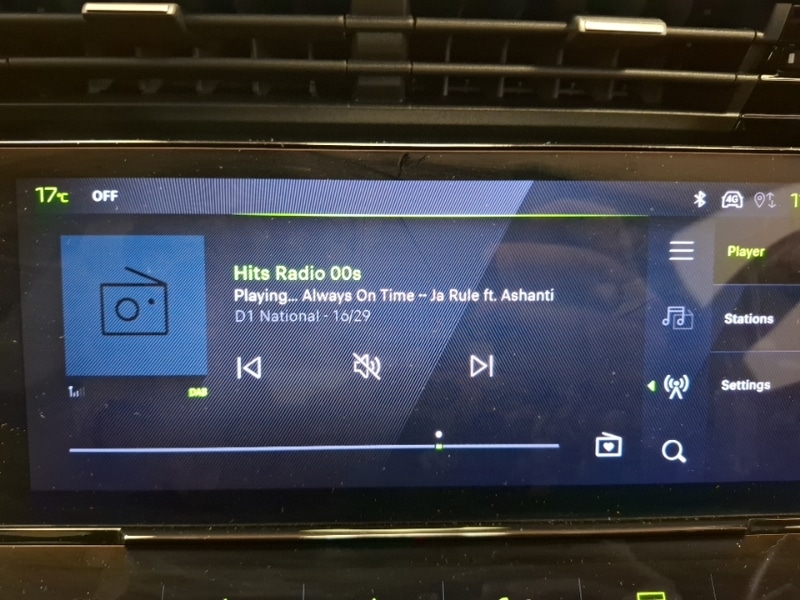 17°C OFF
4G
Hits Radio 00s
Playing... Always On Time - Ja Rule ft. Ashanti
D1 National - 16/29
DAB
Player
Stations
Settings